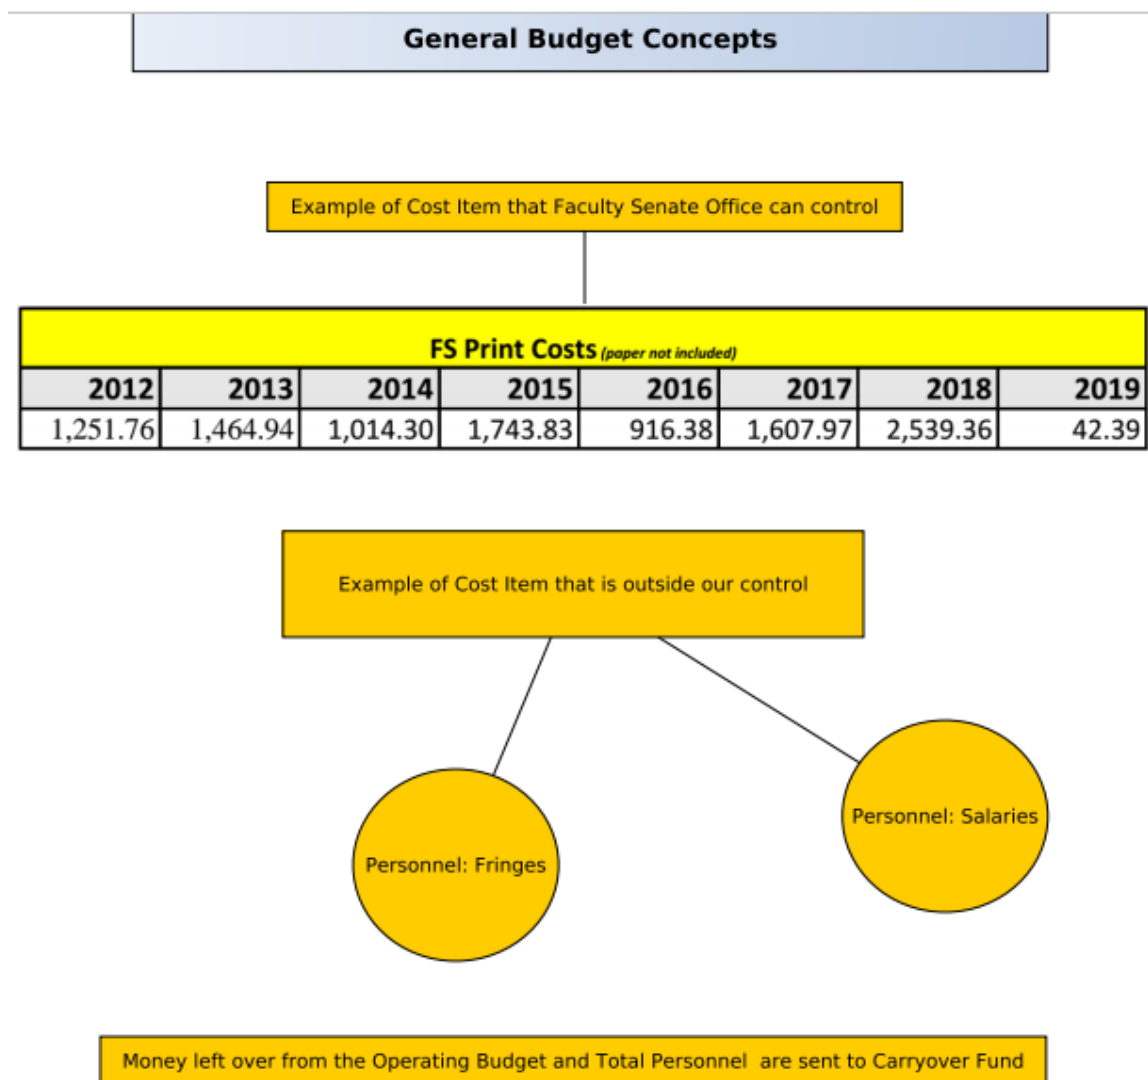 General Budget Concepts
Example of Cost Item that Faculty Senate Office can control
FS Print Costs (paper not included)
2012 2013 2014 2015 2016 2017 2018 2019
1,251.76 1,464.94 1,014.30 1,743.83 916.38 1,607.97 2,539.36 42.39
Example of Cost Item that is outside our control
Personnel: Salaries
Personnel: Fringes
Money left over from the Operating Budget and Total Personnel are sent to Carryover Fund